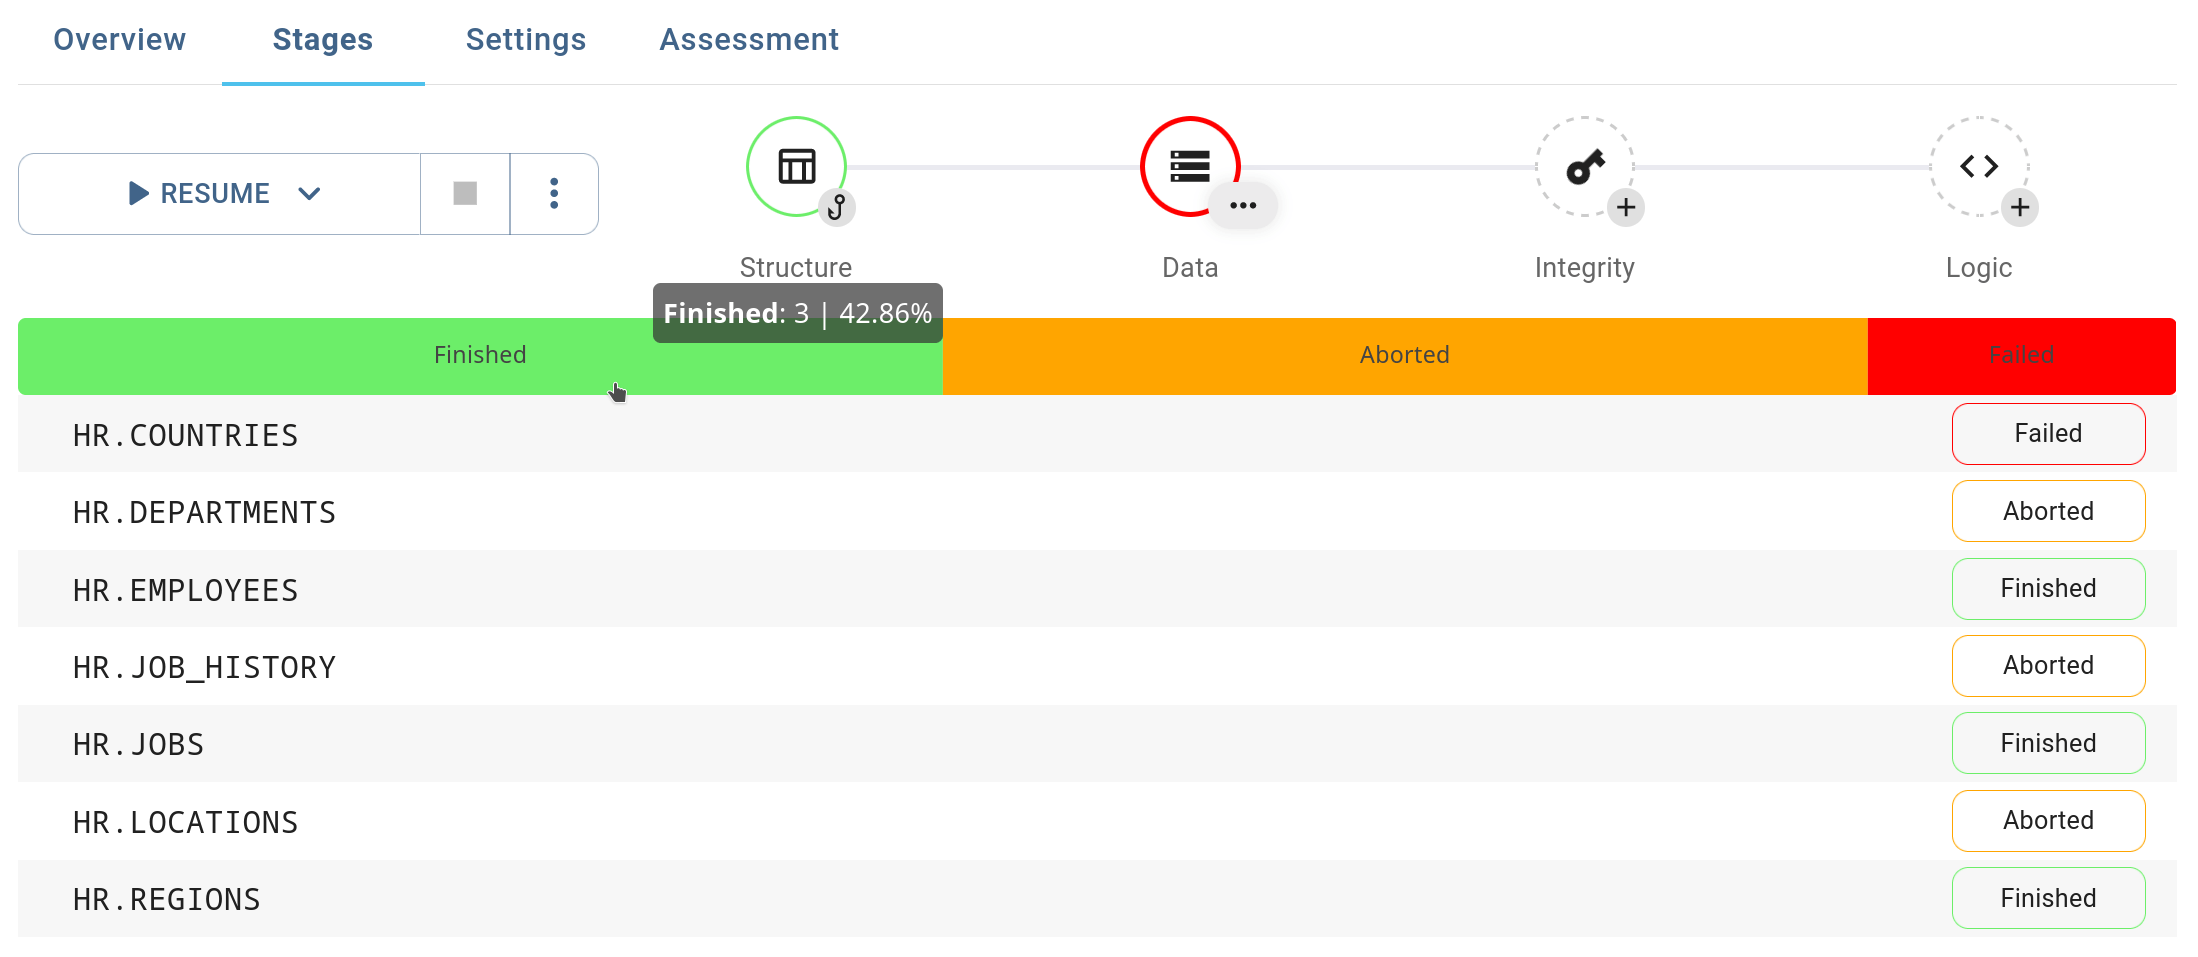 Overview Stages Settings Assessment
RESUME
Structure Data Integrity Logic
Finished: 3 | 42.86%
Finished Aborted Failed
HR.COUNTRIES Failed
HR.DEPARTMENTS Aborted
HR.EMPLOYEES Finished
HR.JOB_HISTORY Aborted
HR.JOBS Finished
HR.LOCATIONS Aborted
HR.REGIONS Finished